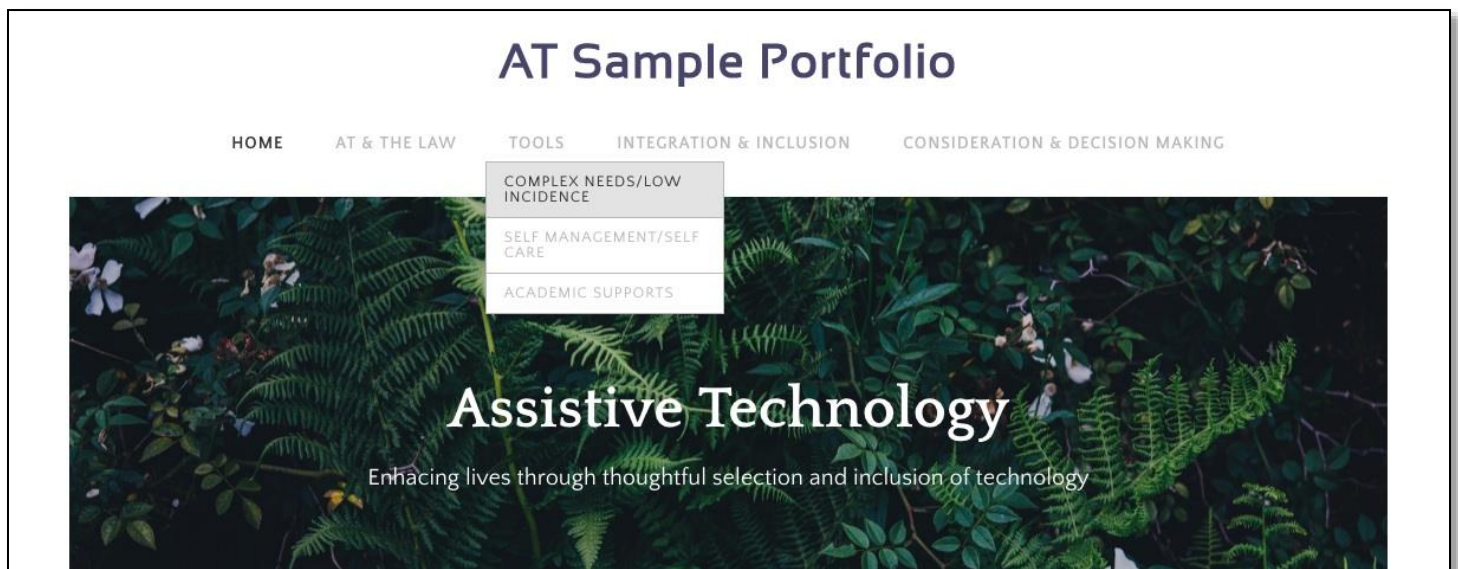 AT Sample Portfolio
HOME AT & THE LAW TOOLS INTEGRATION & INCLUSION CONSIDERATION & DECISION MAKING
COMPLEX NEEDS/LOW
INCIDENCE
SELF MANAGEMENT/SELF
CARE
ACADEMIC SUPPORTS
Assistive Technology
Enhacing lives through thoughtful selection and inclusion of technology